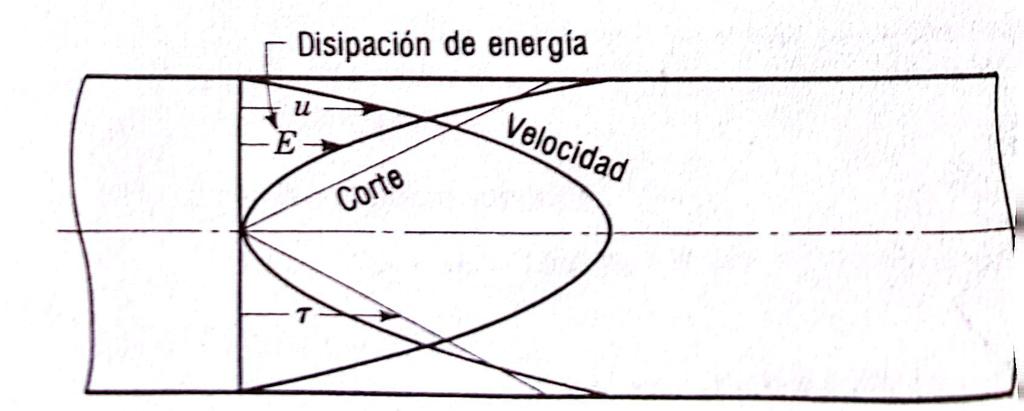 Disipación de energía
u
E
Velocidad
Corte
τ